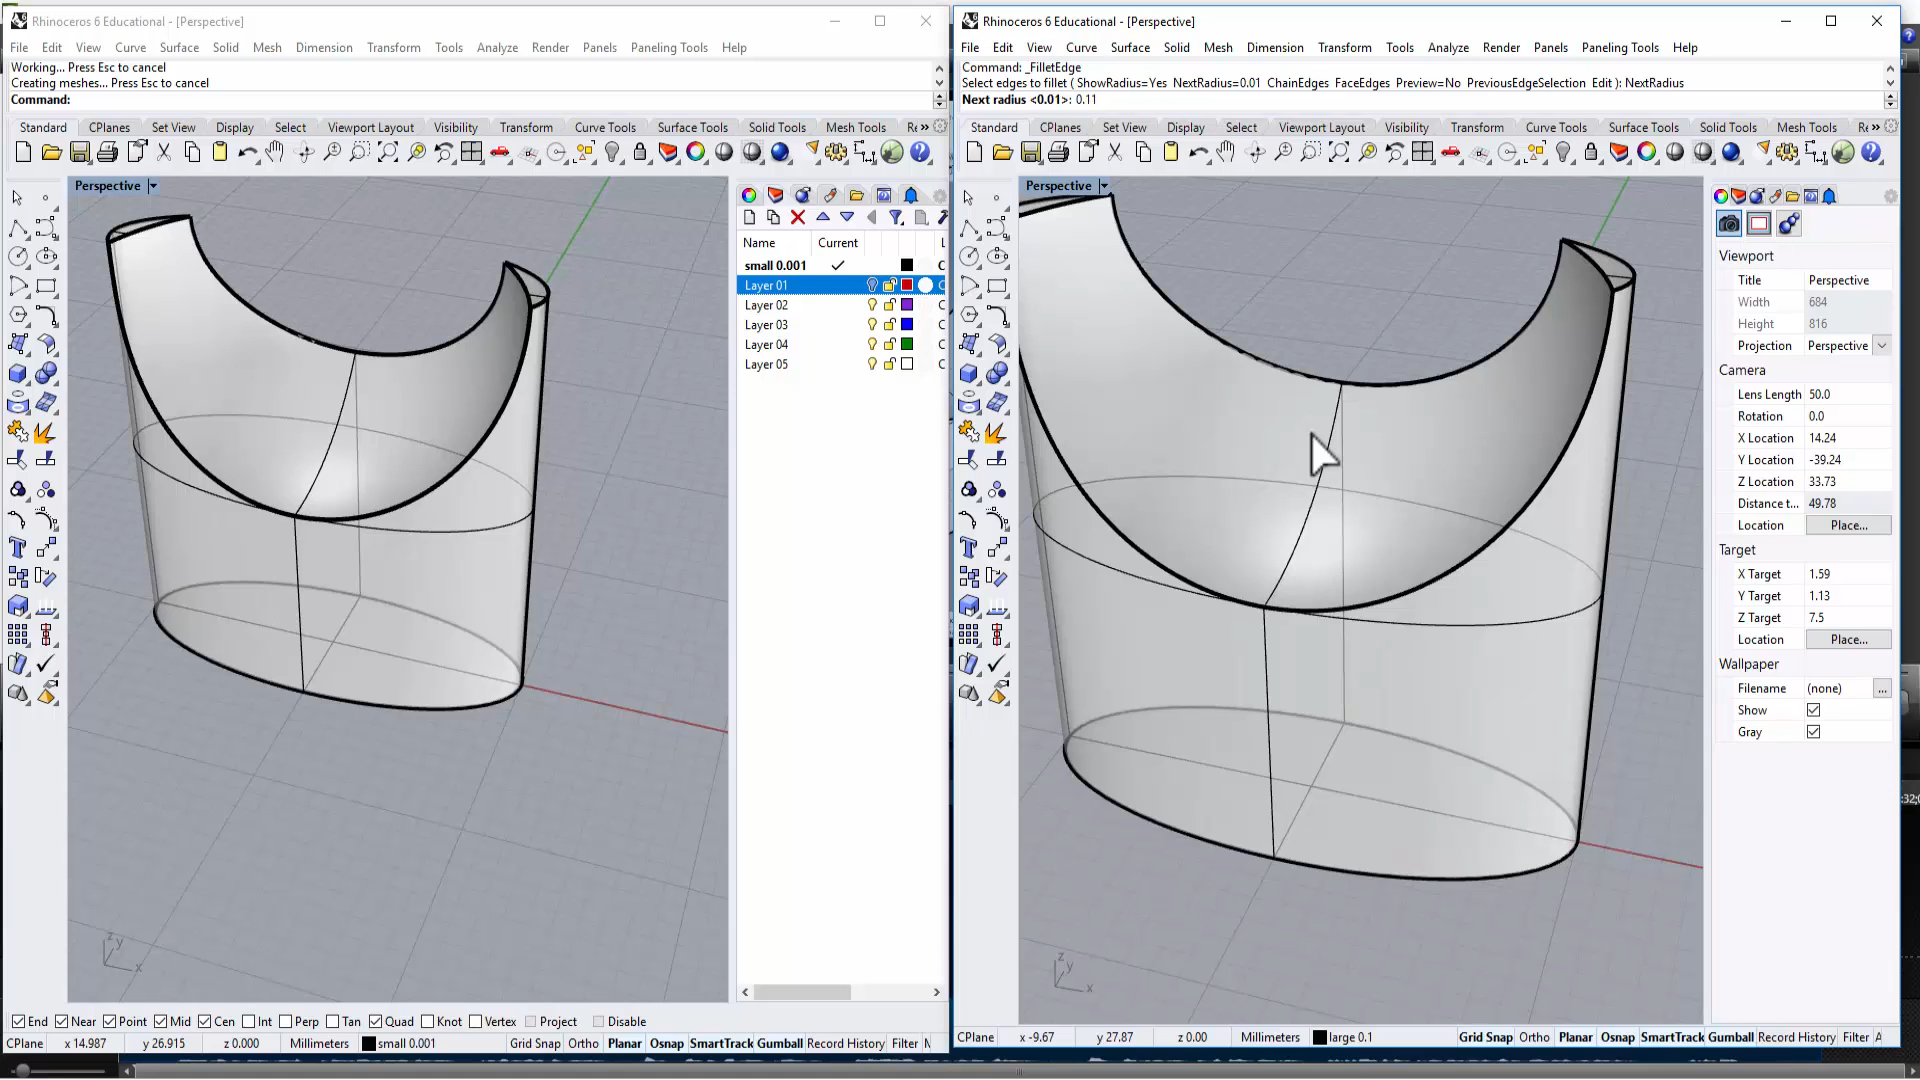 Rhinoceros 6 Educational - [Perspective]
File Edit View Curve Surface Solid Mesh Dimension Transform Tools Analyze Render Panels Paneling Tools Help
Working... Press Esc to cancel
Creating meshes... Press Esc to cancel
Command:
Standard CPlanes Set View Display Select Viewport Layout Visibility Transform Curve Tools Surface Tools Solid Tools Mesh Tools Re »
Perspective
Name Current L
small 0.001 C
Layer 01 C
Layer 02 C
Layer 03 C
Layer 04 C
Layer 05 C
z y x
End Near Point Mid Cen Int Perp Tan Quad Knot Vertex Project Disable
CPlane x 14.987 y 26.915 z 0.000 Millimeters small 0.001 Grid Snap Ortho Planar Osnap SmartTrack Gumball Record History Filter
Rhinoceros 6 Educational - [Perspective]
File Edit View Curve Surface Solid Mesh Dimension Transform Tools Analyze Render Panels Paneling Tools Help
Command: _FilletEdge
Select edges to fillet ( ShowRadius=Yes NextRadius=0.01 ChainEdges FaceEdges Preview=No PreviousEdgeSelection Edit ): NextRadius
Next radius <0.01>: 0.11
Standard CPlanes Set View Display Select Viewport Layout Visibility Transform Curve Tools Surface Tools Solid Tools Mesh Tools Re »
Perspective
z y x
Viewport
Title Perspective
Width 684
Height 816
Projection Perspective
Camera
Lens Length 50.0
Rotation 0.0
X Location 14.24
Y Location -39.24
Z Location 33.73
Distance t... 49.78
Location Place...
Target
X Target 1.59
Y Target 1.13
Z Target 7.5
Location Place...
Wallpaper
Filename (none) ...
Show
Gray
CPlane x -9.67 y 27.87 z 0.00 Millimeters large 0.1 Grid Snap Ortho Planar Osnap SmartTrack Gumball Record History Filter A